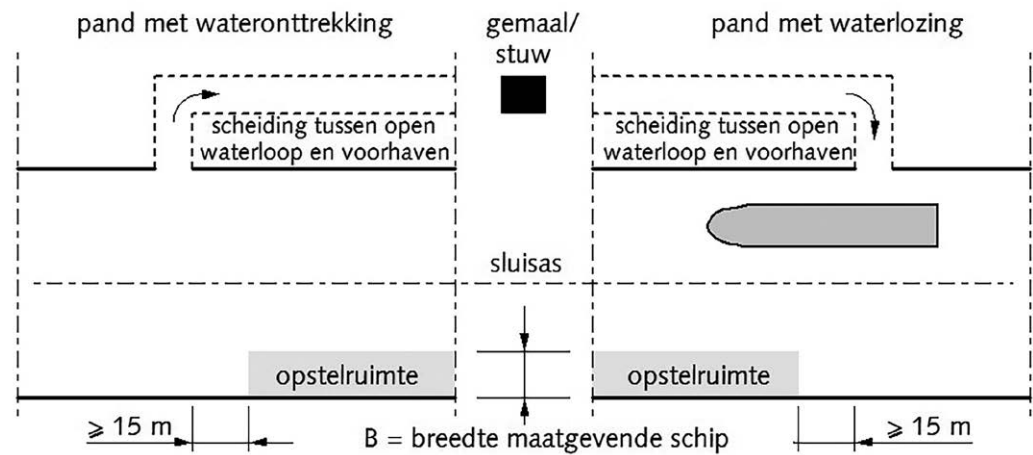 pand met wateronttrekking
gemaal/
stuw
pand met waterlozing
scheiding tussen open
waterloop en voorhaven
scheiding tussen open
waterloop en voorhaven
sluisas
opstelruimte
opstelruimte
⩾ 15 m
B = breedte maatgevende schip
⩾ 15 m